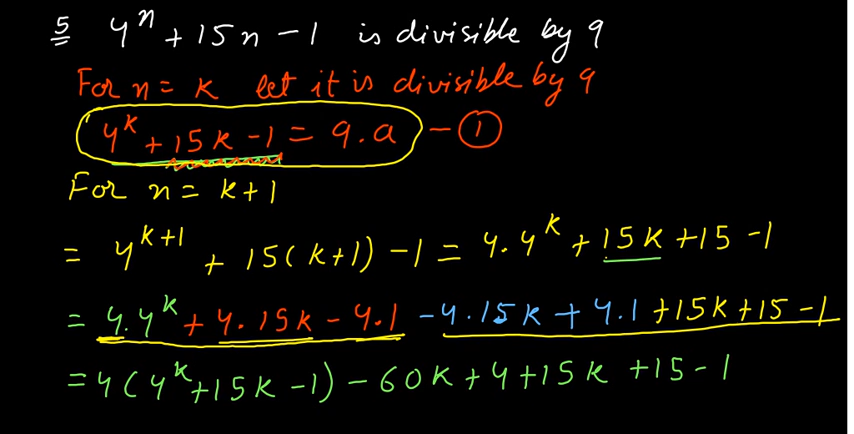 5 4^n + 15n - 1 is divisible by 9
For n = k let it is divisible by 9
4^k + 15k - 1 = 9.a - ①
For n = k + 1
= 4^{k+1} + 15(k+1) - 1 = 4.4^k + 15k + 15 - 1
= 4.4^k + 4.15k - 4.1 - 4.15k + 4.1 + 15k + 15 - 1
= 4(4^k + 15k - 1) - 60k + 4 + 15k + 15 - 1